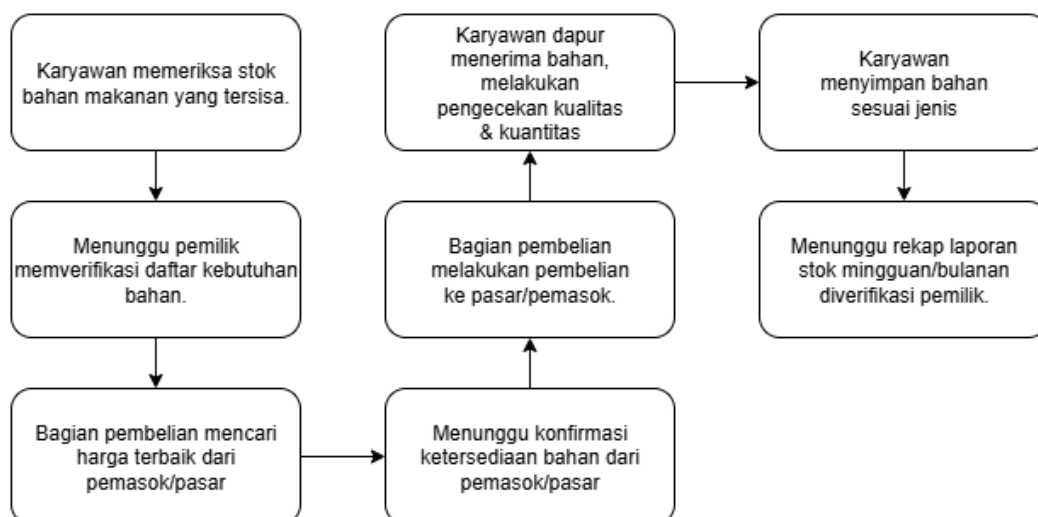 Karyawan memeriksa stok
bahan makanan yang tersisa.
Menunggu pemilik
memverifikasi daftar kebutuhan
bahan.
Bagian pembelian mencari
harga terbaik dari
pemasok/pasar
Menunggu konfirmasi
ketersediaan bahan dari
pemasok/pasar
Bagian pembelian
melakukan pembelian
ke pasar/pemasok.
Karyawan dapur
menerima bahan,
melakukan
pengecekan kualitas
& kuantitas
Karyawan
menyimpan bahan
sesuai jenis
Menunggu rekap laporan
stok mingguan/bulanan
diverifikasi pemilik.